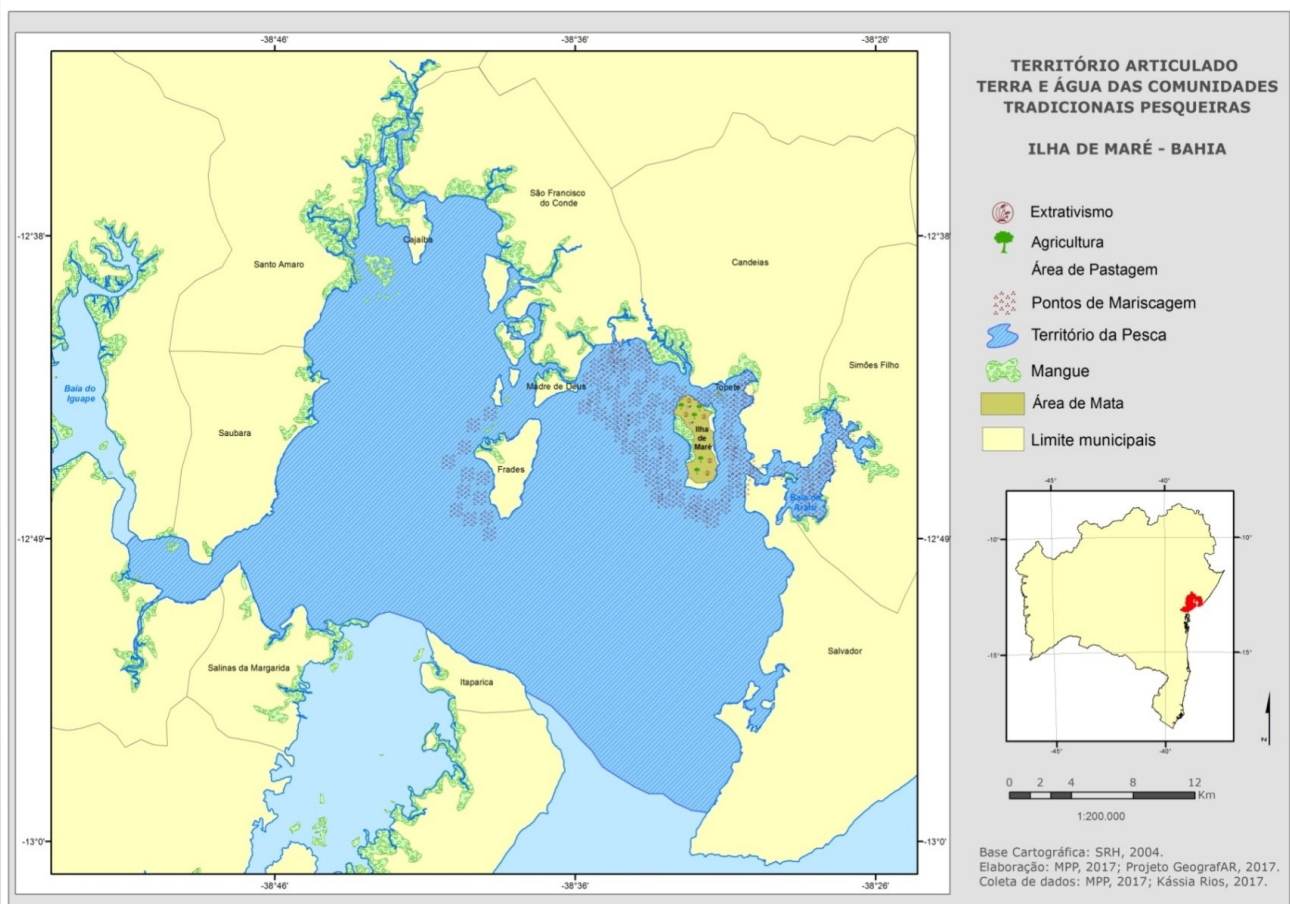 -38°46
-38°36
-38°26
TERRITÓRIO ARTICULADO
TERRA E ÁGUA DAS COMUNIDADES
TRADICIONAIS PESQUEIRAS
ILHA DE MARÉ - BAHIA
Extrativismo
Agricultura
Área de Pastagem
Pontos de Mariscagem
Território da Pesca
Mangue
Área de Mata
Limite municipais
-12°38
-12°38
São Francisco
do Conde
Cajaíba
Santo Amaro
Candeias
Simões Filho
Baía do
Iguape
Madre de Deus
Topete
Saubara
Ilha
de
Maré
Frades
Baía de
Aratu
-12°49
-12°49
Salinas da Margarida
Itaparica
Salvador
-13°0
-13°0
-38°46
-38°36
-38°26
-45°
-40°
-10°
-10°
-15°
-15°
-45°
-40°
N
0 2 4 8 12
Km
1:200.000
Base Cartográfica: SRH, 2004.
Elaboração: MPP, 2017; Projeto GeografAR, 2017.
Coleta de dados: MPP, 2017; Kássia Rios, 2017.